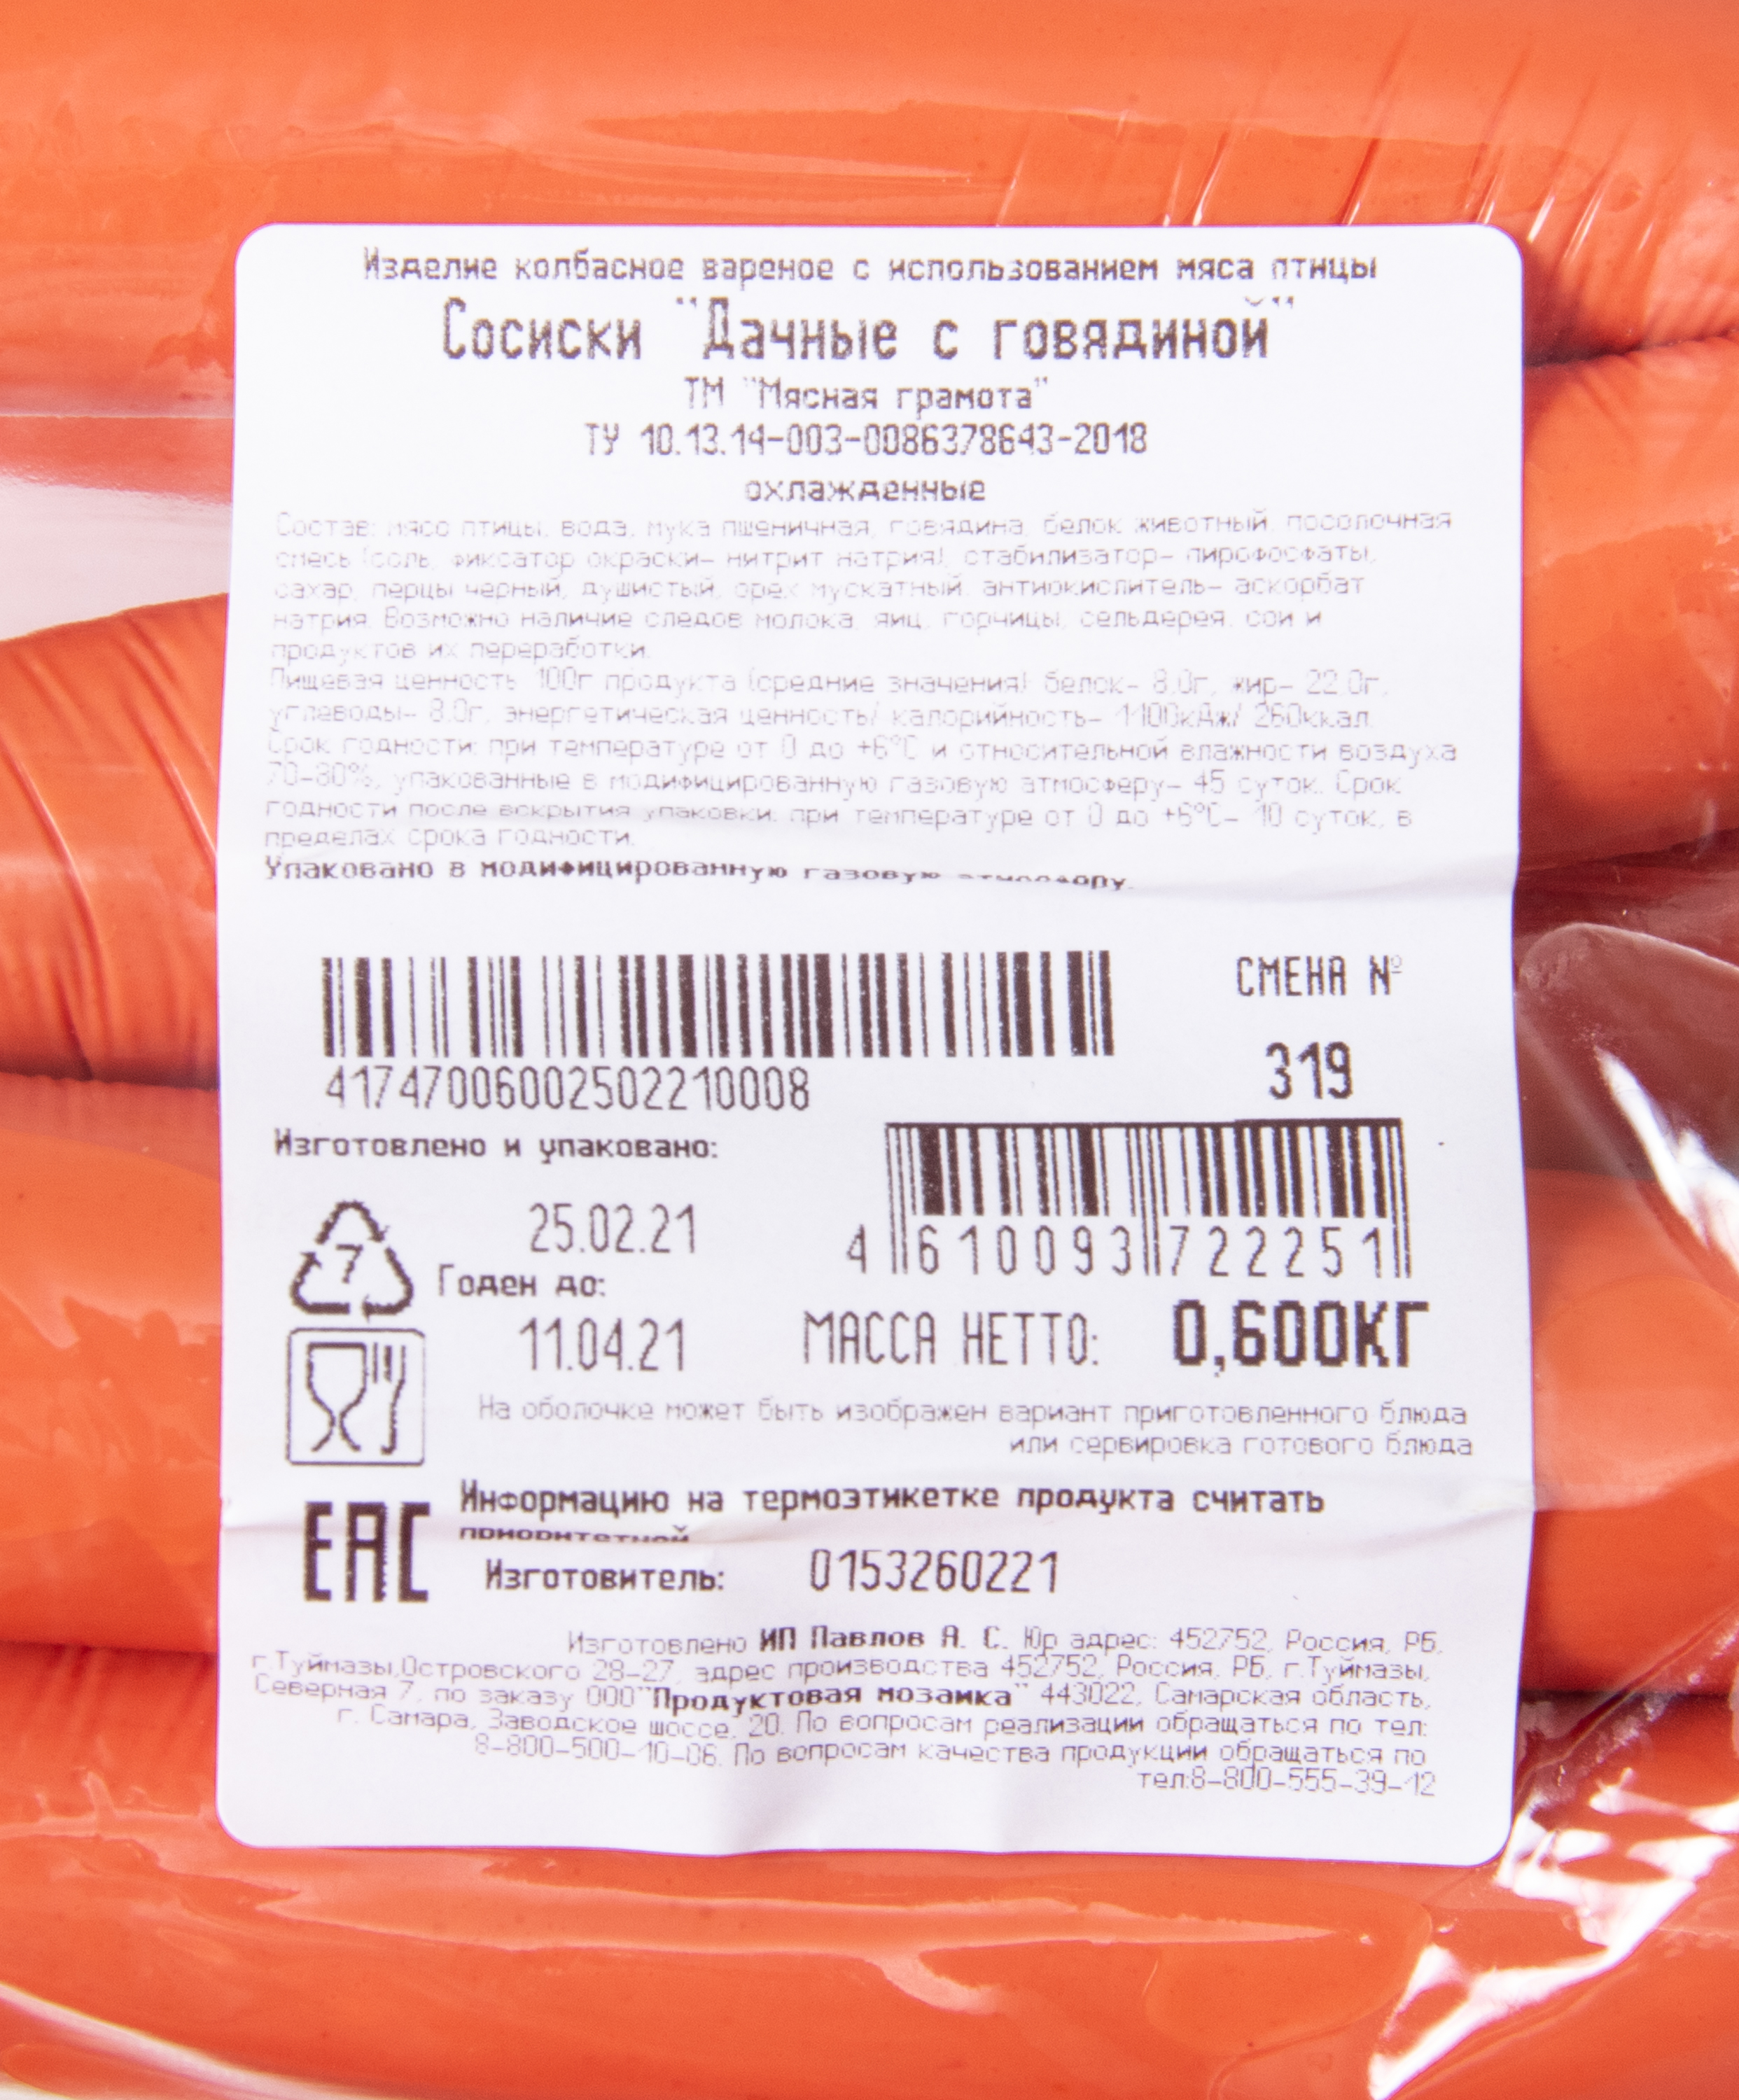 Изделие колбасное вареное с использованием мяса птицы
Сосиски "Дачные с говядиной"
ТМ "Мясная грамота"
ТУ 10.13.14-003-0086378643-2018
охлажденные
Состав: мясо птицы, вода, мука пшеничная, говядина, белок животный, посолочная
смесь (соль, фиксатор окраски- нитрит натрия), стабилизатор- пирофосфаты,
сахар, перцы черный, душистый, орех мускатный, антиокислитель- аскорбат
натрия. Возможно наличие следов молока, яиц, горчицы, сельдерея, сои и
продуктов их переработки.
Пищевая ценность 100г продукта (средние значения) белок- 8.0г, жир- 22.0г,
углеводы- 8.0г, энергетическая ценность/ калорийность- 1100кДж/ 260ккал.
Срок годности: при температуре от 0 до +6°С и относительной влажности воздуха
70-80%, упакованные в модифицированную газовую атмосферу- 45 суток. Срок
годности после вскрытия упаковки: при температуре от 0 до +6°С- 10 суток, в
пределах срока годности.
Упаковано в модифицированную газовую атмосферу.
СМЕНА №
41747006002502210008
319
Изготовлено и упаковано:
25.02.21
4 610093 722251
7
Годен до:
11.04.21
МАССА НЕТТО: 0,600КГ
На оболочке может быть изображен вариант приготовленного блюда
или сервировка готового блюда
Информацию на термоэтикетке продукта считать
приоритетной
EAC
Изготовитель: 0153260221
Изготовлено ИП Павлов А. С. Юр адрес: 452752, Россия, РБ,
г.Туймазы,Островского 28-27, адрес производства 452752, Россия, РБ, г.Туймазы,
Северная 7, по заказу ООО"Продуктовая мозаика" 443022, Самарская область,
г. Самара, Заводское шоссе, 20. По вопросам реализации обращаться по тел:
8-800-500-10-06. По вопросам качества продукции обращаться по
тел:8-800-555-39-12